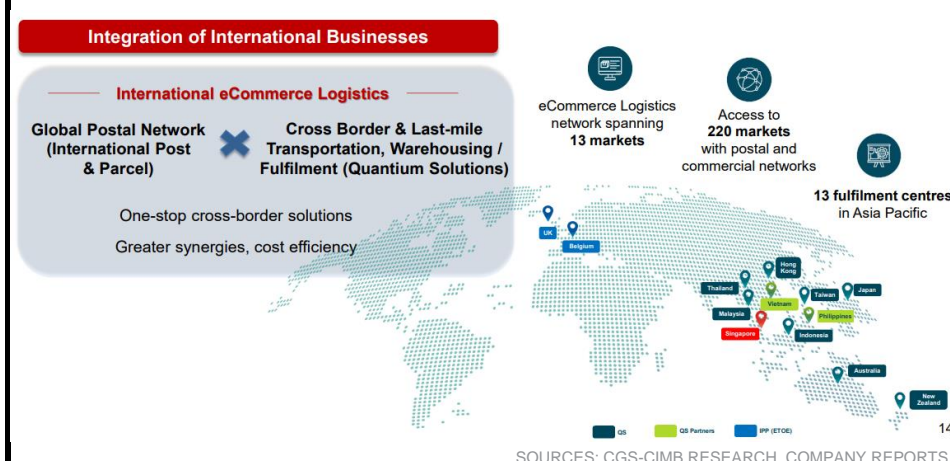 Integration of International Businesses
International eCommerce Logistics
Global Postal Network
(International Post
& Parcel)
Cross Border & Last-mile
Transportation, Warehousing /
Fulfilment (Quantium Solutions)
One-stop cross-border solutions
Greater synergies, cost efficiency
eCommerce Logistics
network spanning
13 markets
Access to
220 markets
with postal and
commercial networks
13 fulfilment centres
in Asia Pacific
UK
Belgium
Hong
Kong
Thailand
Vietnam
Taiwan
Japan
Malaysia
Philippines
Singapore
Indonesia
Australia
New
Zealand
14
QS
QS Partners
IPP (ETOE)
SOURCES: CGS-CIMB RESEARCH, COMPANY REPORTS